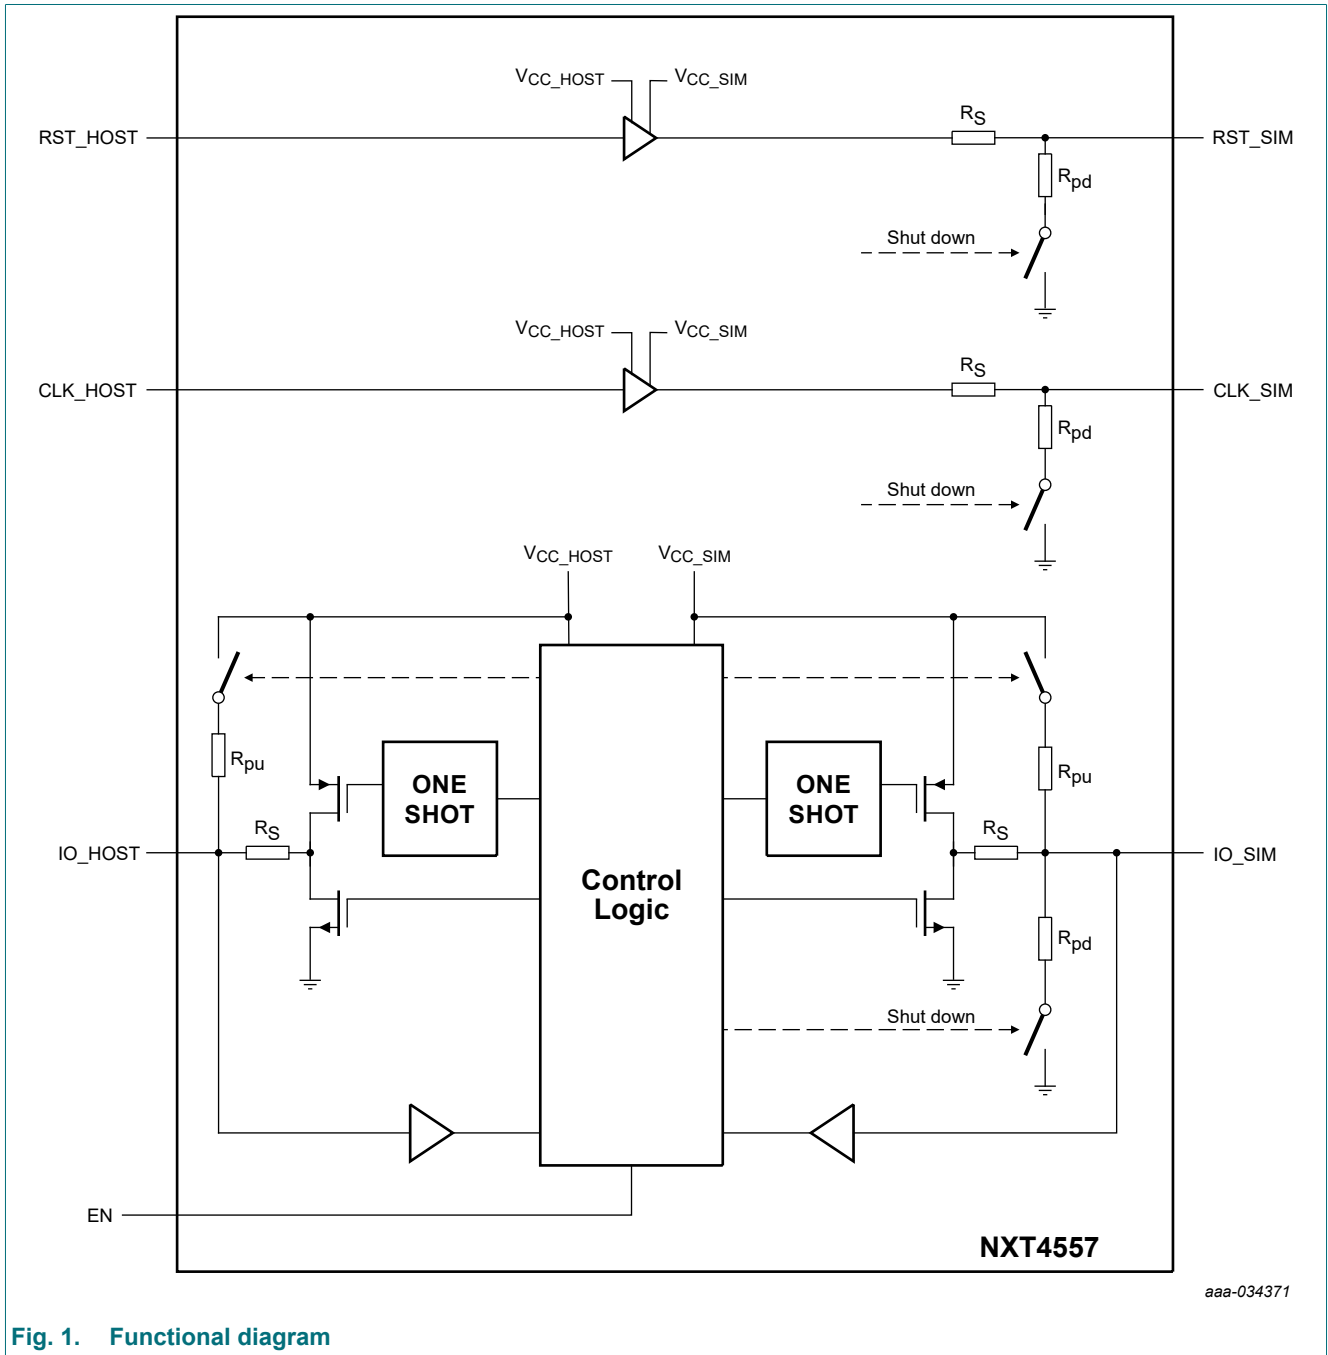 VCC_HOST VCC_SIM
RST_HOST RS RST_SIM
Rpd
Shut down
VCC_HOST VCC_SIM
CLK_HOST RS CLK_SIM
Rpd
Shut down
VCC_HOST VCC_SIM
Rpu ONE SHOT ONE SHOT Rpu
RS RS
IO_HOST IO_SIM
Control
Logic
Rpd
Shut down
EN
NXT4557
aaa-034371
Fig. 1. Functional diagram